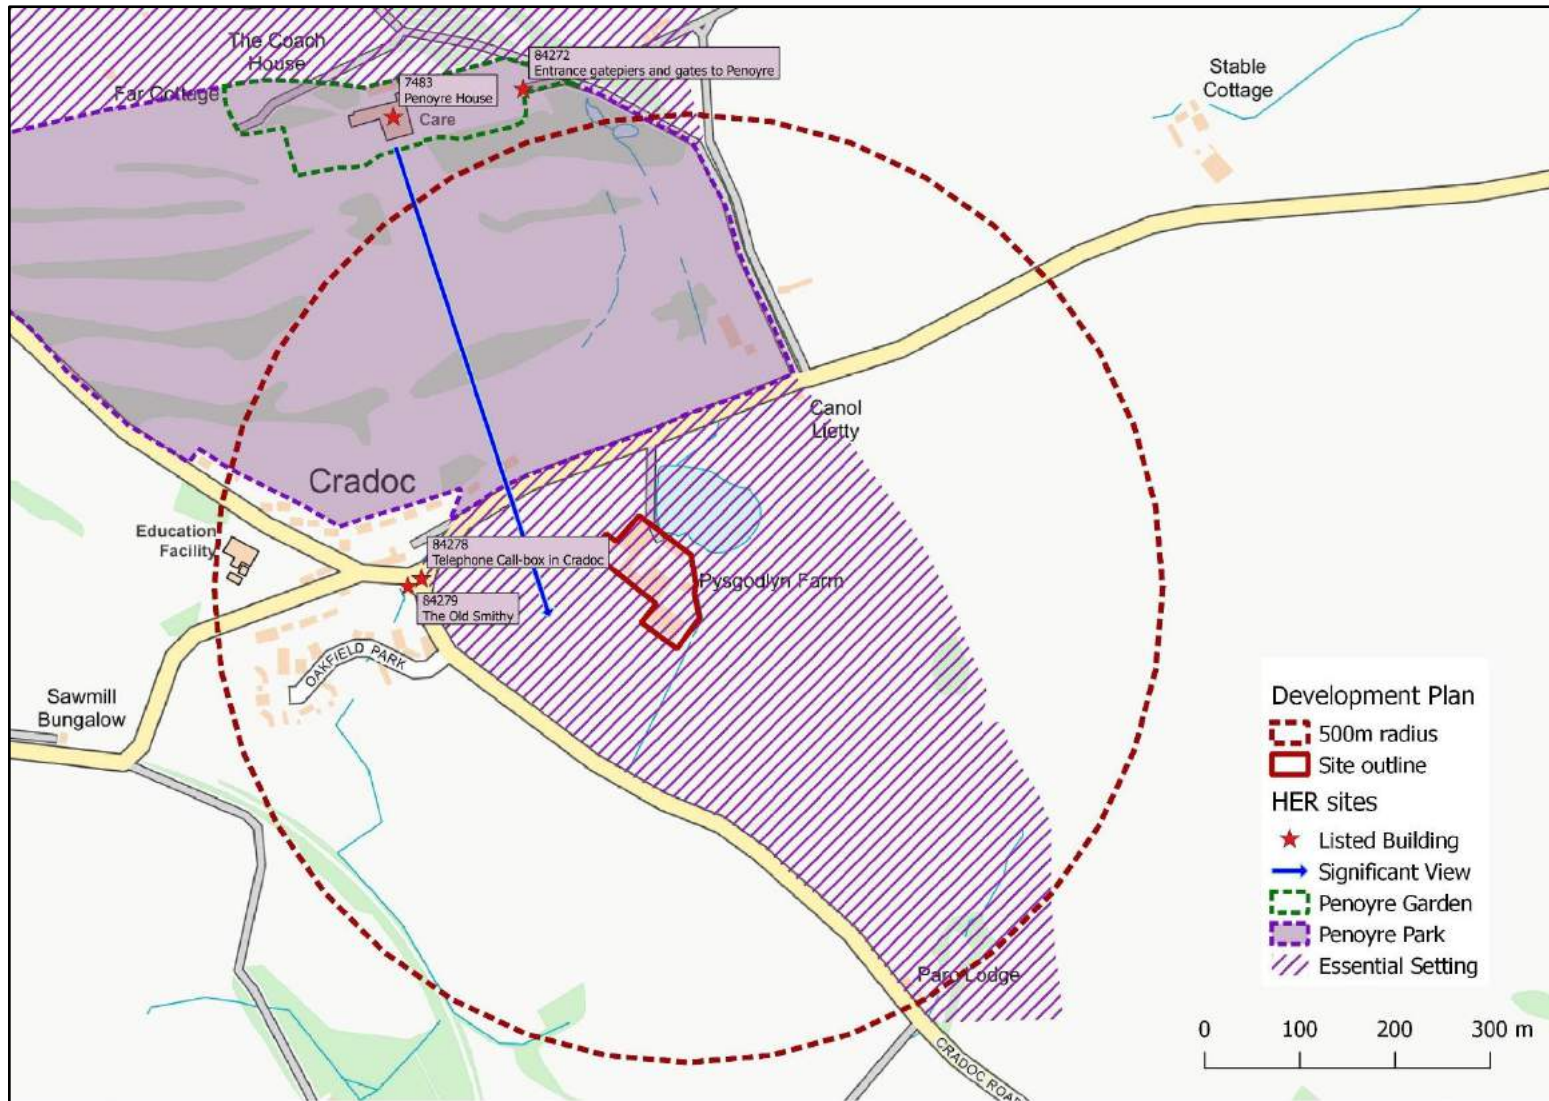 The Coach
House
Far Cottage
7483
Penoyre House
Care
84272
Entrance gatepiers and gates to Penoyre
Stable
Cottage
Canol
Lietty
Cradoc
Education
Facility
84278
Telephone Call-box in Cradoc
84279
The Old Smithy
Pysgodlyn Farm
OAKFIELD PARK
Sawmill
Bungalow
Parc Lodge
CRADOC ROAD
Development Plan
500m radius
Site outline
HER sites
Listed Building
Significant View
Penoyre Garden
Penoyre Park
Essential Setting
0 100 200 300 m